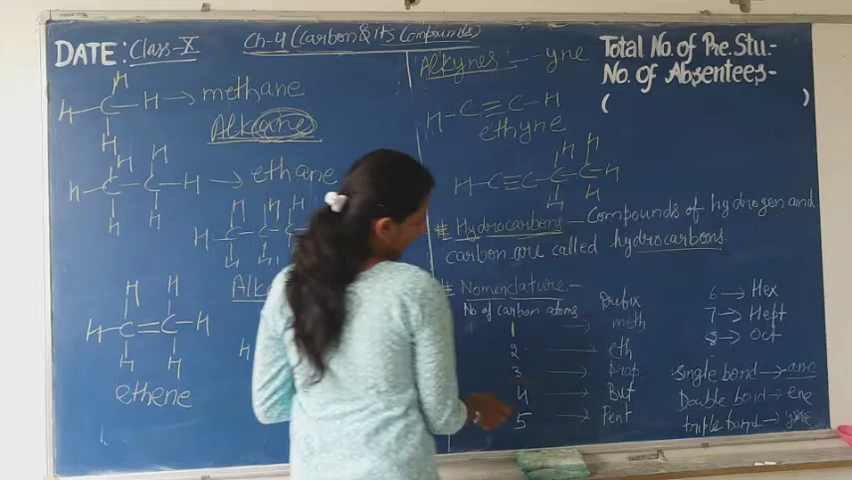 DATE: Class-X
Ch-4 (Carbon & Its Compounds)
H
H-C-H → methane
H
Alkane
H H
H-C-C-H → ethane
H H
H H H
H-C-C-
H H
Alk
H H
H-C=C-H
H H
ethene
H
Alkynes:- yne
H-C≡C-H
ethyne
H H
H-C≡C-C-C-H
H H
# Hydrocarbons - Compounds of hydrogen and
carbon are called hydrocarbons
# Nomenclature:-
No of carbon atoms Prefix
1 → meth
2 → eth
3 → Prop
4 → But
5 → Pent
6 → Hex
7 → Hept
8 → Oct
single bond → ane
Double bond → ene
triple bond → yne
Total No. of Pre. Stu.-
No. of Absentees-
( )